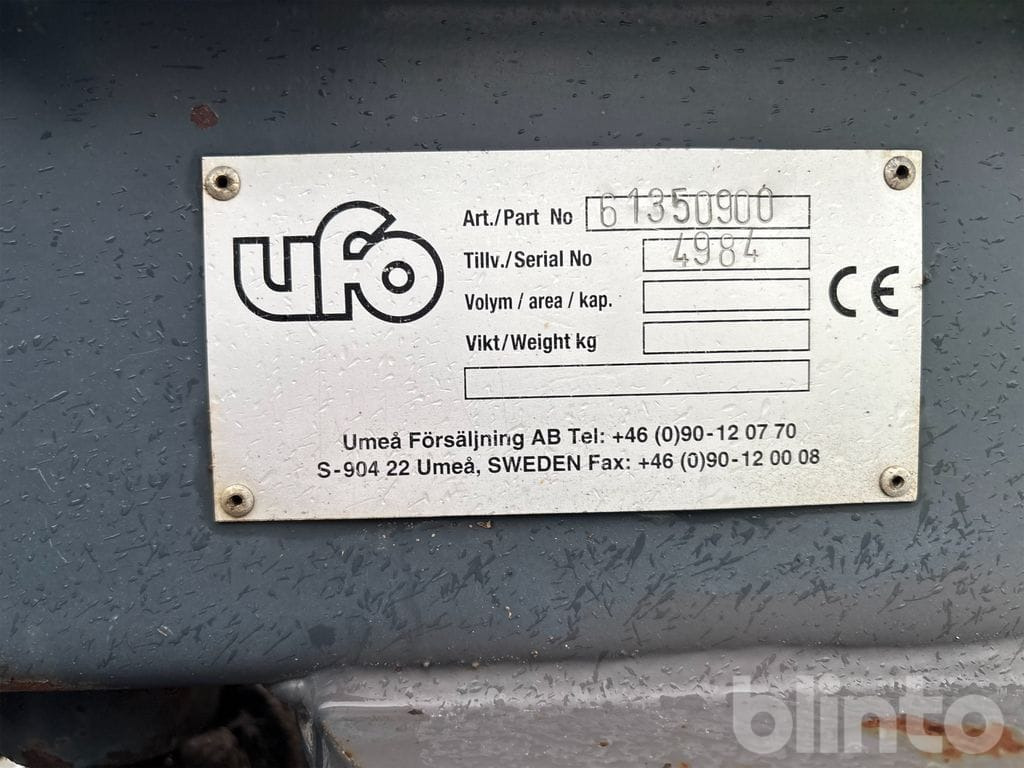 ufo
Art./Part No 61350900
Tillv./Serial No 4984
Volym / area / kap.
Vikt/Weight kg
CE
Umeå Försäljning AB Tel: +46 (0)90-12 07 70
S-904 22 Umeå, SWEDEN Fax: +46 (0)90-12 00 08
blinto